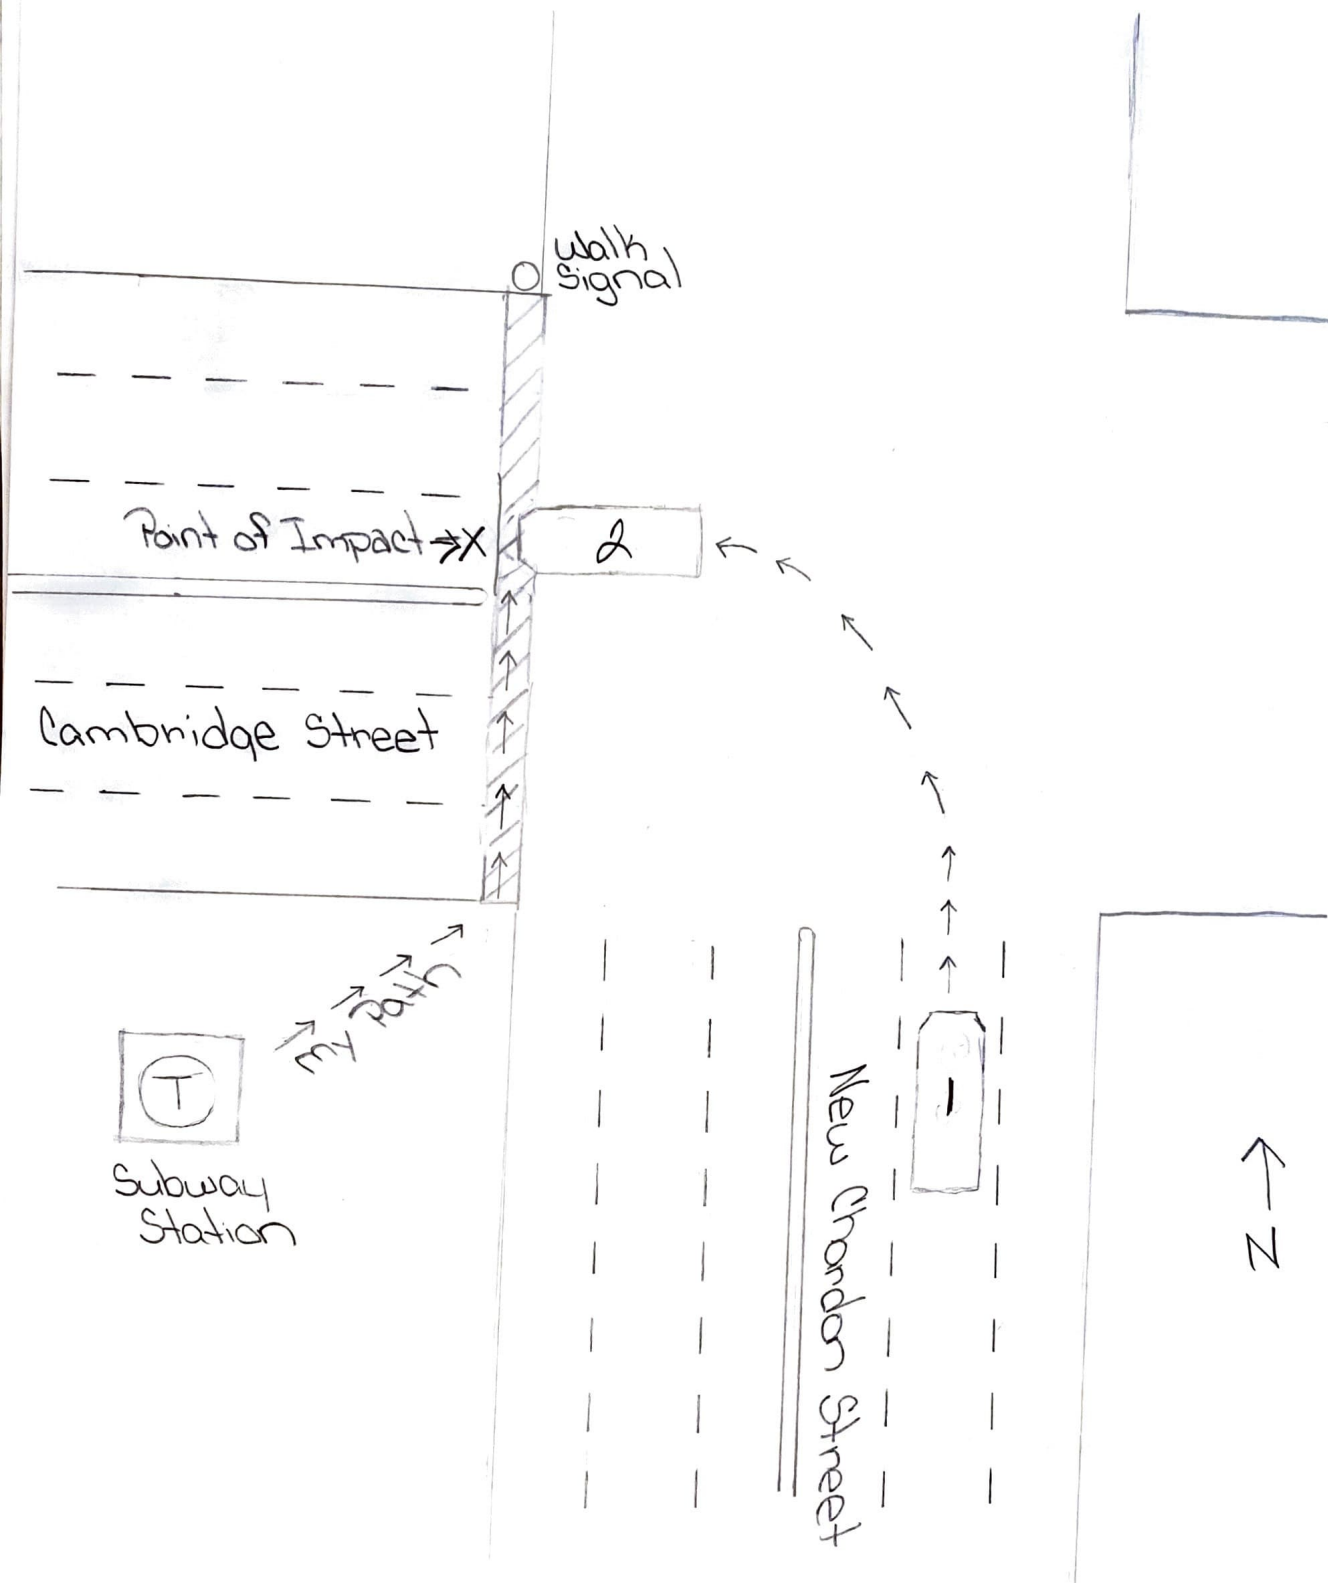 Walk
Signal
Point of Impact → X
2
Cambridge Street
My Path
T
Subway
Station
1
New Chardon Street
N